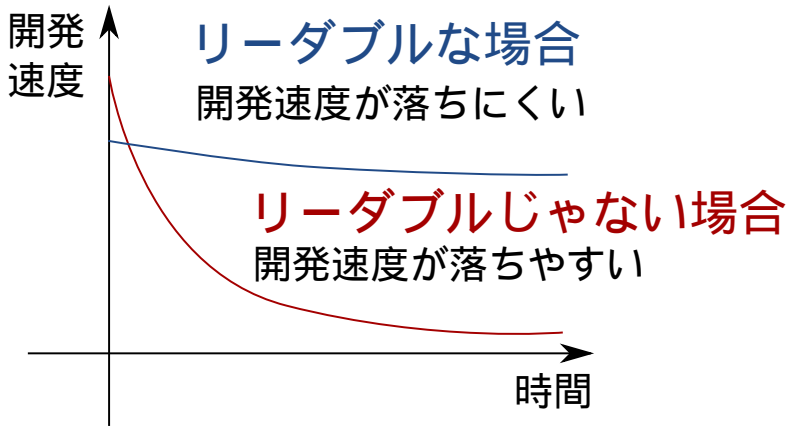 開発
速度
リーダブルな場合
開発速度が落ちにくい
リーダブルじゃない場合
開発速度が落ちやすい
時間